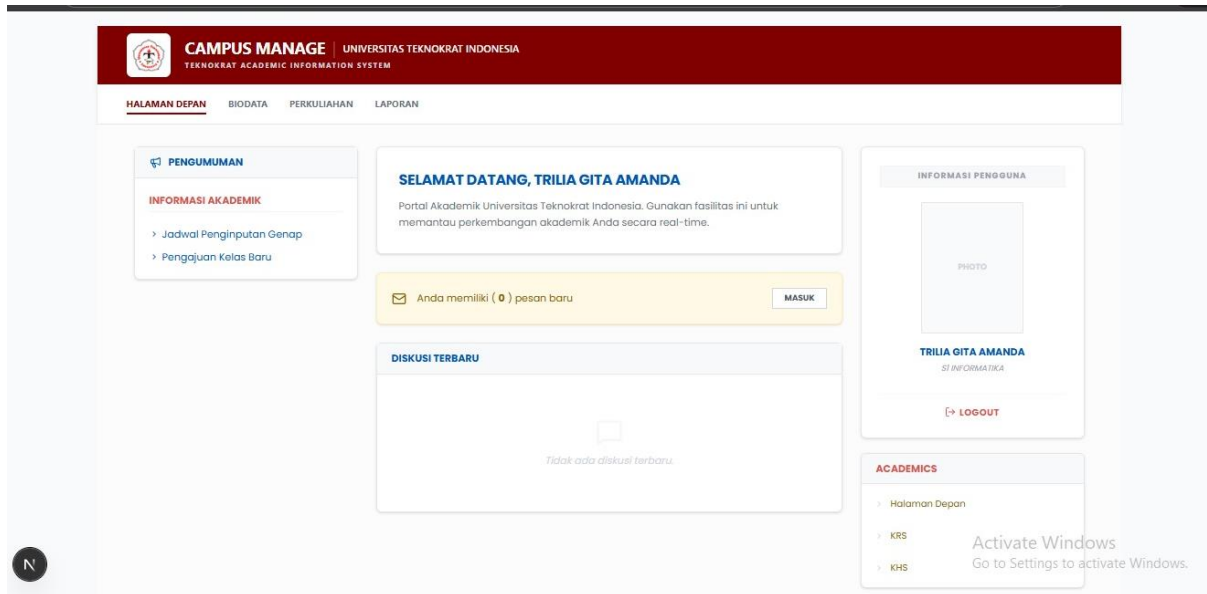 CAMPUS MANAGE | UNIVERSITAS TEKNOKRAT INDONESIA
TEKNOKRAT ACADEMIC INFORMATION SYSTEM
HALAMAN DEPAN BIODATA PERKULIAHAN LAPORAN
PENGUMUMAN
INFORMASI AKADEMIK
> Jadwal Penginputan Genap
> Pengajuan Kelas Baru
SELAMAT DATANG, TRILIA GITA AMANDA
Portal Akademik Universitas Teknokrat Indonesia. Gunakan fasilitas ini untuk
memantau perkembangan akademik Anda secara real-time.
Anda memiliki ( 0 ) pesan baru
MASUK
DISKUSI TERBARU
Tidak ada diskusi terbaru.
INFORMASI PENGGUNA
PHOTO
TRILIA GITA AMANDA
S1 INFORMATIKA
LOGOUT
ACADEMICS
Halaman Depan
KRS
KHS
Activate Windows
Go to Settings to activate Windows.
N